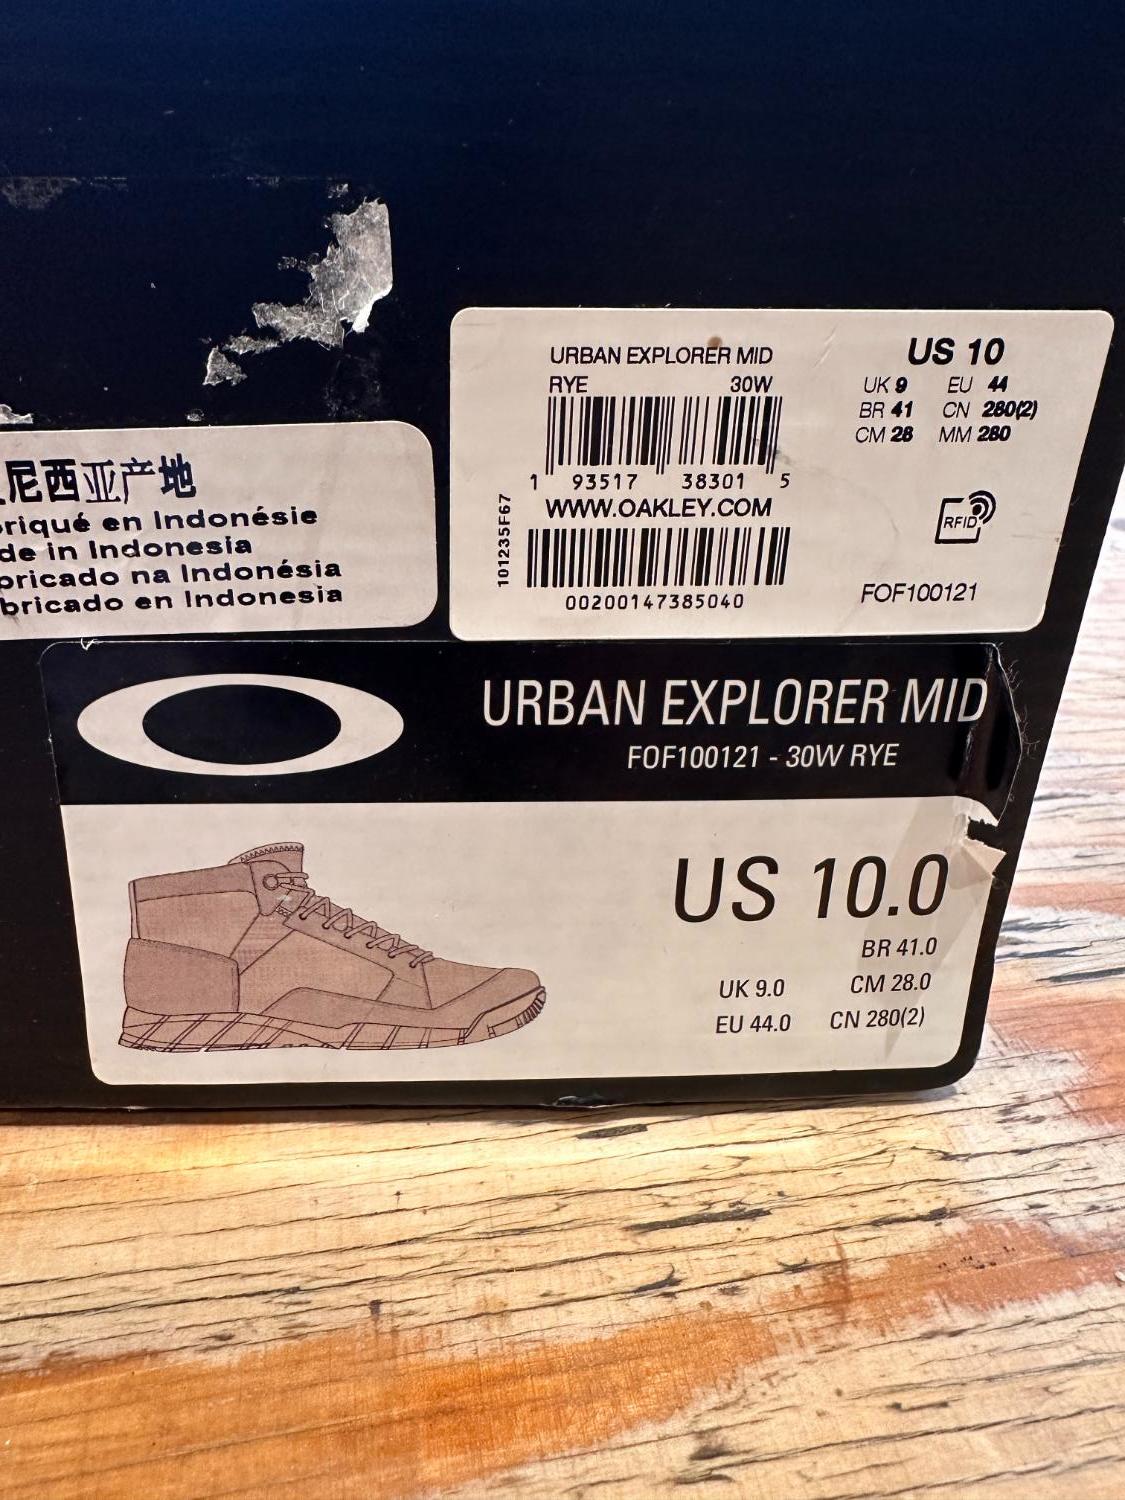 URBAN EXPLORER MID
RYE 30W
1 93517 38301 5
WWW.OAKLEY.COM
101235F67
00200147385040
US 10
UK 9 EU 44
BR 41 CN 280(2)
CM 28 MM 280
RFID
FOF100121
尼西亚产地
briqué en Indonésie
de in Indonesia
bricado na Indonésia
bricado en Indonesia
URBAN EXPLORER MID
FOF100121 - 30W RYE
US 10.0
BR 41.0
UK 9.0 CM 28.0
EU 44.0 CN 280(2)